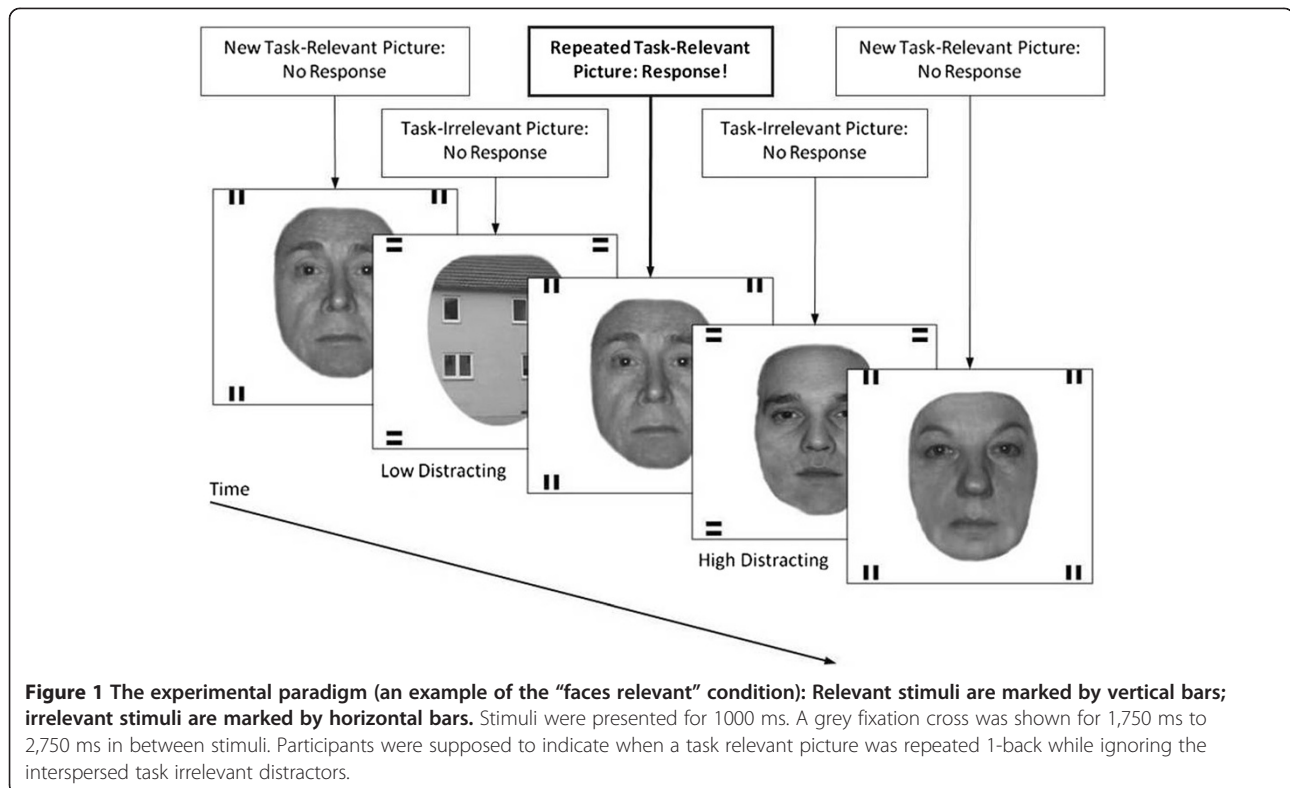 New Task-Relevant Picture:
No Response
Repeated Task-Relevant
Picture: Response!
New Task-Relevant Picture:
No Response
Task-Irrelevant Picture:
No Response
Task-Irrelevant Picture:
No Response
Low Distracting
Time
High Distracting
Figure 1 The experimental paradigm (an example of the “faces relevant” condition): Relevant stimuli are marked by vertical bars;
irrelevant stimuli are marked by horizontal bars. Stimuli were presented for 1000 ms. A grey fixation cross was shown for 1,750 ms to
2,750 ms in between stimuli. Participants were supposed to indicate when a task relevant picture was repeated 1-back while ignoring the
interspersed task irrelevant distractors.